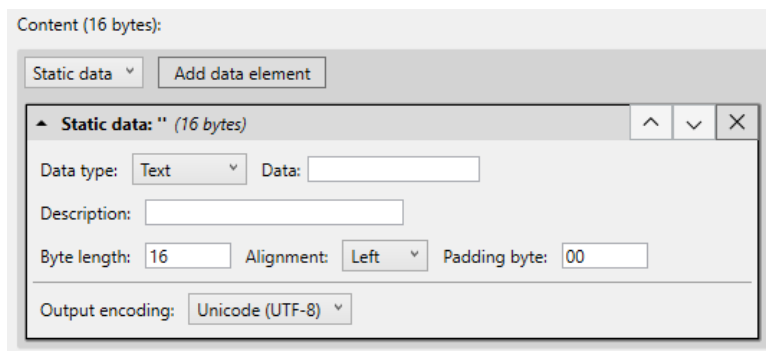 Content (16 bytes):
Static data Add data element
Static data: '' (16 bytes)
Data type: Text Data:
Description:
Byte length: 16 Alignment: Left Padding byte: 00
Output encoding: Unicode (UTF-8)